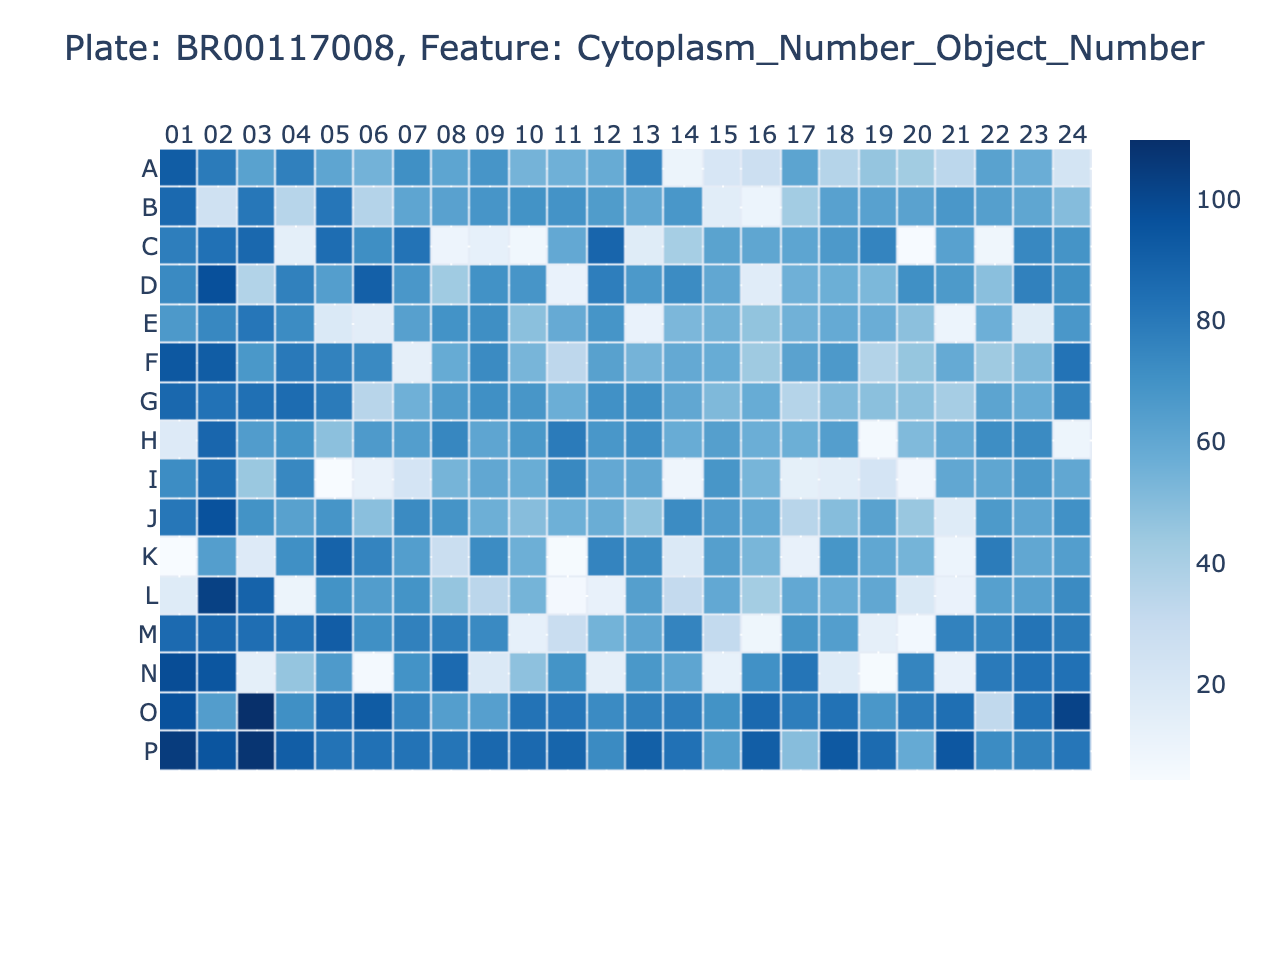 Plate: BR00117008, Feature: Cytoplasm_Number_Object_Number
01 02 03 04 05 06 07 08 09 10 11 12 13 14 15 16 17 18 19 20 21 22 23 24
A
B
C
D
E
F
G
H
I
J
K
L
M
N
O
P
100
80
60
40
20